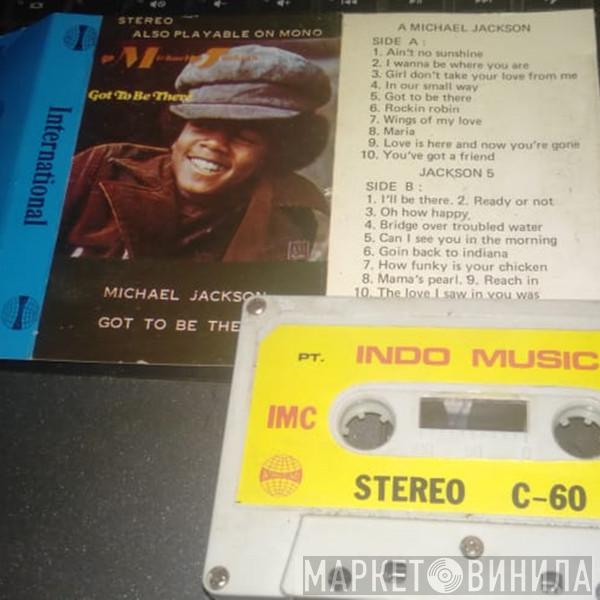 STEREO
ALSO PLAYABLE ON MONO
Got To Be There
MICHAEL JACKSON
GOT TO BE THE
International
A MICHAEL JACKSON
SIDE A :
1. Ain't no sunshine
2. I wanna be where you are
3. Girl don't take your love from me
4. In our small way
5. Got to be there
6. Rockin robin
7. Wings of my love
8. Maria
9. Love is here and now you're gone
10. You've got a friend
JACKSON 5
SIDE B :
1. I'll be there. 2. Ready or not
3. Oh how happy
4. Bridge over troubled water
5. Can I see you in the morning
6. Goin back to indiana
7. How funky is your chicken
8. Mama's pearl. 9. Reach in
10. The love I saw in you was
PT. INDO MUSIC
IMC
STEREO C-60
МАРКЕТ ВИНИЛА